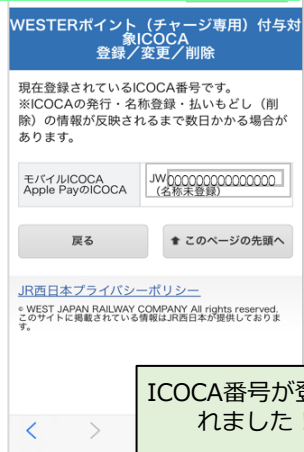 WESTERポイント（チャージ専用）付与対
象ICOCA
登録／変更／削除
現在登録されているICOCA番号です。
※ICOCAの発行・名称登録・払いもどし（削
除）の情報が反映されるまで数日かかる場合が
あります。
モバイルICOCA
Apple PayのICOCA
JW000000000000000
（名称未登録）
戻る
このページの先頭へ
JR西日本プライバシーポリシー
© WEST JAPAN RAILWAY COMPANY All rights reserved.
このサイトに掲載されている情報はJR西日本が提供しておりま
す。
ICOCA番号が登
れました！